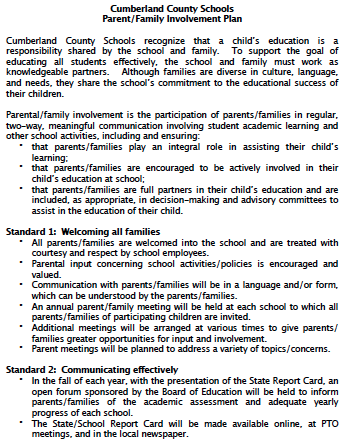 Cumberland County Schools
Parent/Family Involvement Plan
Cumberland County Schools recognize that a child's education is a
responsibility shared by the school and family. To support the goal of
educating all students effectively, the school and family must work as
knowledgeable partners. Although families are diverse in culture, language,
and needs, they share the school's commitment to the educational success of
their children.
Parental/family involvement is the participation of parents/families in regular,
two-way, meaningful communication involving student academic learning and
other school activities, including and ensuring:
• that parents/families play an integral role in assisting their child's
learning;
• that parents/families are encouraged to be actively involved in their
child's education at school;
• that parents/families are full partners in their child's education and are
included, as appropriate, in decision-making and advisory committees to
assist in the education of their child.
Standard 1: Welcoming all families
• All parents/families are welcomed into the school and are treated with
courtesy and respect by school employees.
• Parental input concerning school activities/policies is encouraged and
valued.
• Communication with parents/families will be in a language and/or form,
which can be understood by the parents/families.
• An annual parent/family meeting will be held at each school to which all
parents/families of participating children are invited.
• Additional meetings will be arranged at various times to give parents/
families greater opportunities for input and involvement.
• Parent meetings will be planned to address a variety of topics/concerns.
Standard 2: Communicating effectively
• In the fall of each year, with the presentation of the State Report Card, an
open forum sponsored by the Board of Education will be held to inform
parents/families of the academic assessment and adequate yearly
progress of each school.
• The State/School Report Card will be made available online, at PTO
meetings, and in the local newspaper.